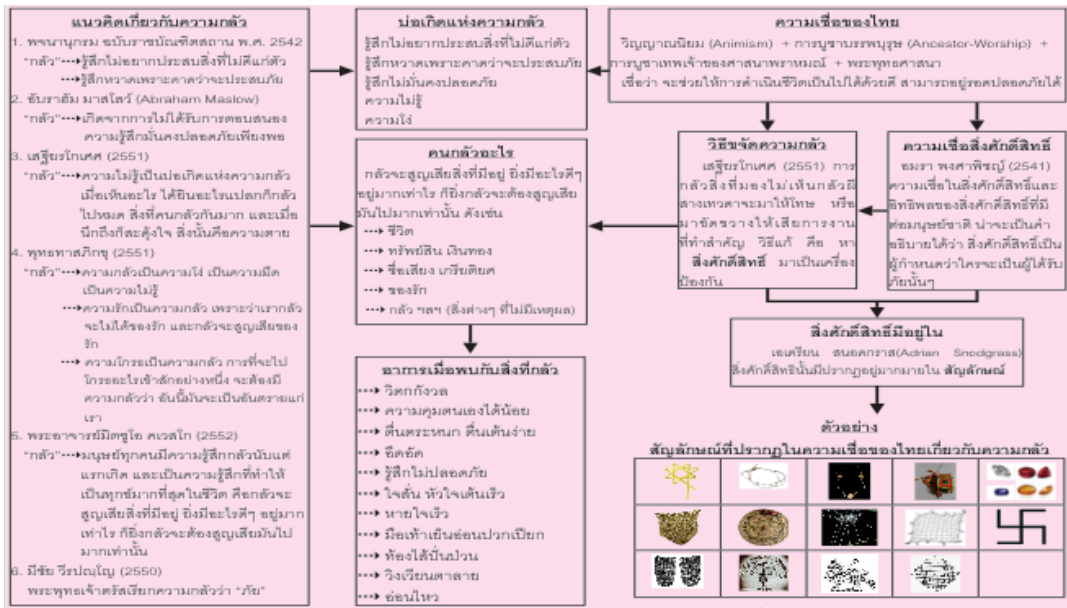 แนวคิดเกี่ยวกับความกลัว
1. พจนานุกรม ฉบับราชบัณฑิตสถาน พ.ศ. 2542
"กลัว" รู้สึกไม่อยากประสบสิ่งที่ไม่ดีแก่ตัว
รู้สึกหวาดเพราะคาดว่าจะประสบภัย
2. อับราฮัม มาสโลว์ (Abraham Maslow)
"กลัว" เกิดจากการไม่ได้รับการตอบสนอง
ความรู้สึกมั่นคงปลอดภัยเพียงพอ
3. เสฐียรโกเศศ (2551)
"กลัว" ความไม่รู้เป็นบ่อเกิดแห่งความกลัว
เมื่อเห็นอะไร ได้ยินอะไรแปลกก็กลัว
ไปหมด สิ่งที่คนกลัวกันมาก และเมื่อ
นึกถึงก็สะดุ้งใจ สิ่งนั้นคือความตาย
4. พุทธทาสภิกขุ (2551)
"กลัว" ความกลัวเป็นความโง่ เป็นความมืด
เป็นความไม่รู้
ความรักเป็นความกลัว เพราะว่าเรากลัว
จะไม่ได้ของรัก และกลัวจะสูญเสียของ
รัก
ความโกรธเป็นความกลัว การที่จะไป
โกรธอะไรเข้าสักอย่างหนึ่ง จะต้องมี
ความกลัวว่า อันนี้มันจะเป็นอันตรายแก่
เรา
5. พระอาจารย์มิตซูโอ คเวสโก (2552)
"กลัว" มนุษย์ทุกคนมีความรู้สึกกลัวนับแต่
แรกเกิด และเป็นความรู้สึกที่ทำให้
เป็นทุกข์มากที่สุดในชีวิต คือกลัวจะ
สูญเสียสิ่งที่มีอยู่ ยิ่งมีอะไรดีๆ อยู่มาก
เท่าไร ก็ยิ่งกลัวจะต้องสูญเสียมันไป
มากเท่านั้น
6. มีชัย วีรปญฺโญ (2550)
พระพุทธเจ้าตรัสเรียกความกลัวว่า "ภัย"
บ่อเกิดแห่งความกลัว
รู้สึกไม่อยากประสบสิ่งที่ไม่ดีแก่ตัว
รู้สึกหวาดเพราะคาดว่าจะประสบภัย
รู้สึกไม่มั่นคงปลอดภัย
ความไม่รู้
ความโง่
คนกลัวอะไร
กลัวจะสูญเสียสิ่งที่มีอยู่ ยิ่งมีอะไรดีๆ
อยู่มากเท่าไร ก็ยิ่งกลัวจะต้องสูญเสีย
มันไปมากเท่านั้น ดังเช่น
ชีวิต
ทรัพย์สิน เงินทอง
ชื่อเสียง เกรียติยศ
ของรัก
กลัว ฯลฯ (สิ่งต่างๆ ที่ไม่มีเหตุผล)
อาการเมื่อพบกับสิ่งที่กลัว
วิตกกังวล
ความคุมตนเองได้น้อย
ตื่นตระหนก ตื่นเต้นง่าย
อึดอัด
รู้สึกไม่ปลอดภัย
ใจสั่น หัวใจเต้นเร็ว
หายใจเร็ว
มือเท้าเย็นอ่อนปวกเปียก
ท้องไส้ปั่นป่วน
วิงเวียนตาลาย
อ่อนไหว
ความเชื่อของไทย
วิญญาณนิยม (Animism) + การบูชาบรรพบุรุษ (Ancestor-Worship) +
การบูชาเทพเจ้าของศาสนาพราหมณ์ + พระพุทธศาสนา
เชื่อว่า จะช่วยให้การดำเนินชีวิตเป็นไปได้ด้วยดี สามารถอยู่รอดปลอดภัยได้
วิธีขจัดความกลัว
เสฐียรโกเศศ (2551) การ
กลัวสิ่งที่มองไม่เห็นกลัวผี
สางเทวดาจะมาให้โทษ หรือ
มาขัดขวางให้เสียการงาน
ที่ทำสำคัญ วิธีแก้ คือ หา
สิ่งศักดิ์สิทธิ์ มาเป็นเครื่อง
ป้องกัน
ความเชื่อสิ่งศักดิ์สิทธิ์
อมรา พงศาพิชญ์ (2541)
ความเชื่อในสิ่งศักดิ์สิทธิ์และ
อิทธิพลของสิ่งศักดิ์สิทธิ์ที่มี
ต่อมนุษย์ชาติ น่าจะเป็นคำ
อธิบายได้ว่า สิ่งศักดิ์สิทธิ์เป็น
ผู้กำหนดว่าใครจะเป็นผู้ได้รับ
ภัยนั้นๆ
สิ่งศักดิ์สิทธิ์มีอยู่ใน
เอเดรียน สนอดกราส(Adrian Snodgrass)
สิ่งศักดิ์สิทธิ์นั้นมีปรากฏอยู่มากมายใน สัญลักษณ์
ตัวอย่าง
สัญลักษณ์ที่ปรากฏในความเชื่อของไทยเกี่ยวกับความกลัว